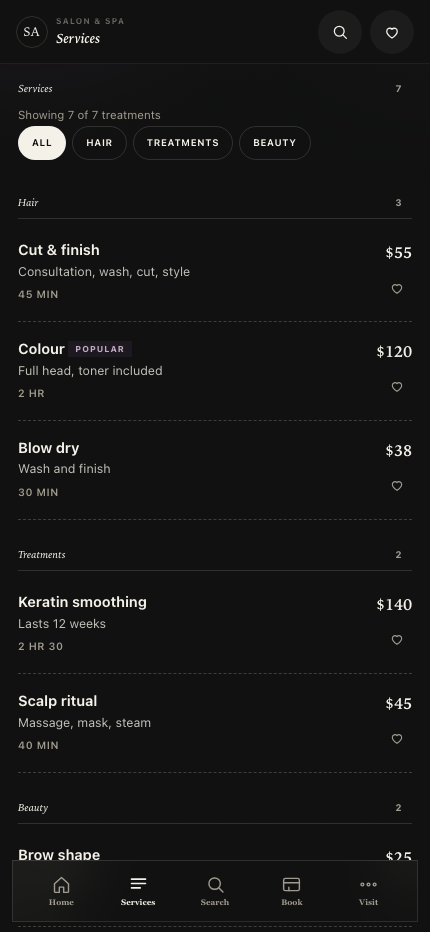 SA
SALON & SPA
Services
Services 7
Showing 7 of 7 treatments
ALL HAIR TREATMENTS BEAUTY
Hair 3
Cut & finish $55
Consultation, wash, cut, style
45 MIN
Colour POPULAR $120
Full head, toner included
2 HR
Blow dry $38
Wash and finish
30 MIN
Treatments 2
Keratin smoothing $140
Lasts 12 weeks
2 HR 30
Scalp ritual $45
Massage, mask, steam
40 MIN
Beauty 2
Brow shape $25
Home Services Search Book Visit